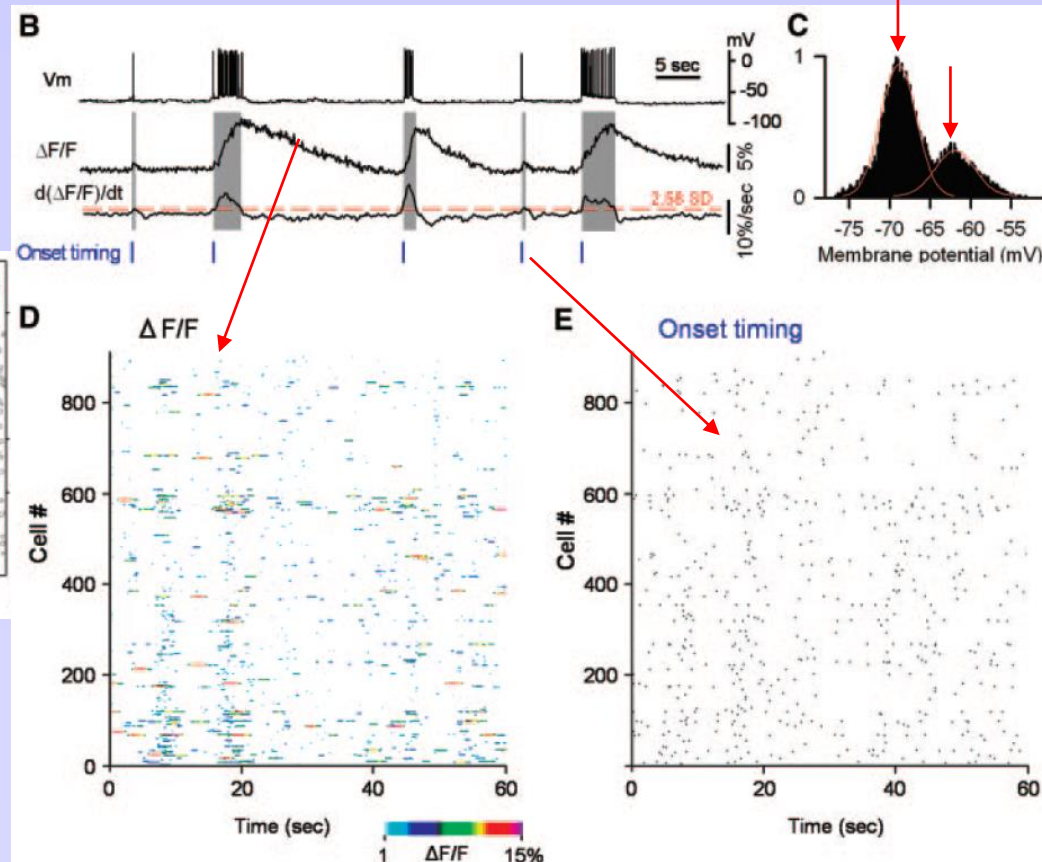 B
mV
5 sec
0
Vm
-50
-100
ΔF/F
5%
d(ΔF/F)/dt
2.58 SD
10%/sec
Onset timing
C
1
0
-75 -70 -65 -60 -55
Membrane potential (mV)
D
Δ F/F
800
600
Cell #
400
200
0
0 20 40 60
Time (sec)
1 ΔF/F 15%
E
Onset timing
800
600
Cell #
400
200
0
0 20 40 60
Time (sec)